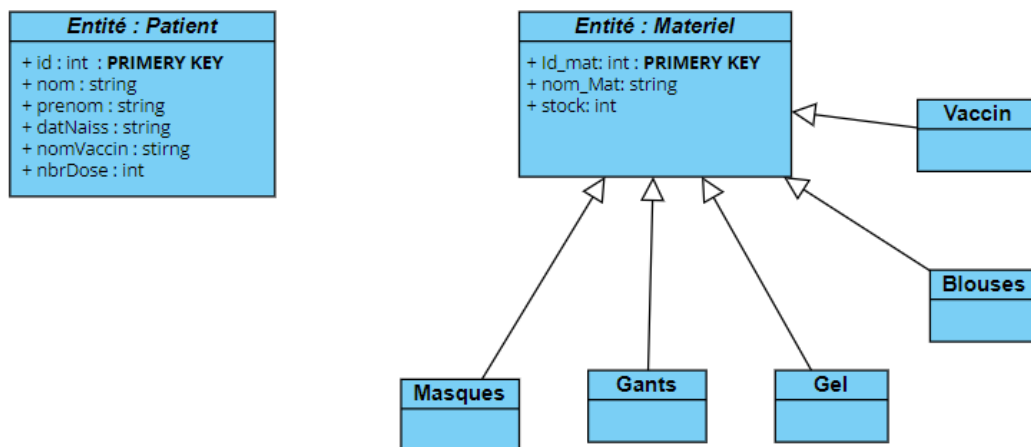 Entité : Patient
+ id : int : PRIMERY KEY
+ nom : string
+ prenom : string
+ datNaiss : string
+ nomVaccin : stirng
+ nbrDose : int
Entité : Materiel
+ Id_mat: int : PRIMERY KEY
+ nom_Mat: string
+ stock: int
Vaccin
Blouses
Masques
Gants
Gel